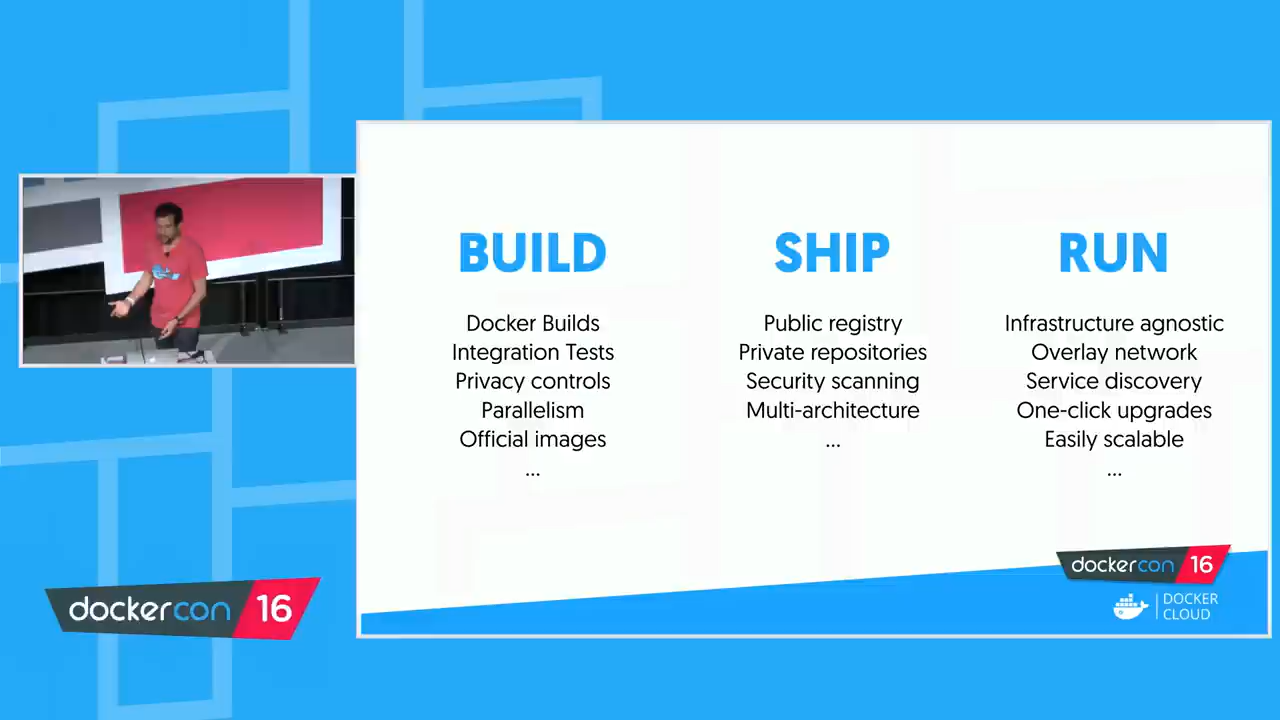 BUILD
Docker Builds
Integration Tests
Privacy controls
Parallelism
Official images
...
SHIP
Public registry
Private repositories
Security scanning
Multi-architecture
...
RUN
Infrastructure agnostic
Overlay network
Service discovery
One-click upgrades
Easily scalable
...
dockercon 16
DOCKER
CLOUD
dockercon 16